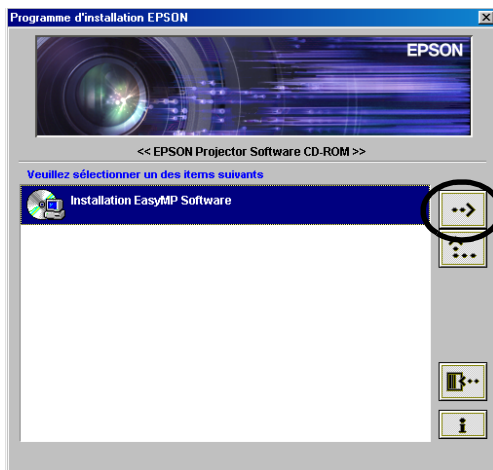 Programme d'installation EPSON
EPSON
<< EPSON Projector Software CD-ROM >>
Veuillez sélectionner un des items suivants
Installation EasyMP Software